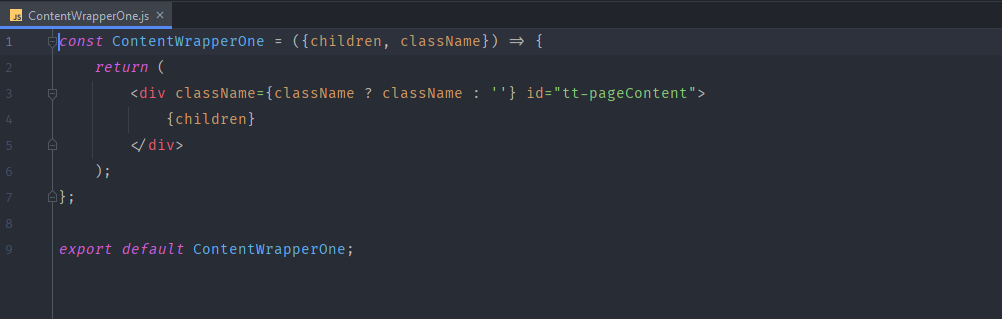 JS ContentWrapperOne.js ×
1 const ContentWrapperOne = ({children, className}) => {
2     return (
3         <div className={className ? className : ''} id="tt-pageContent">
4             {children}
5         </div>
6     );
7 };
8
9 export default ContentWrapperOne;